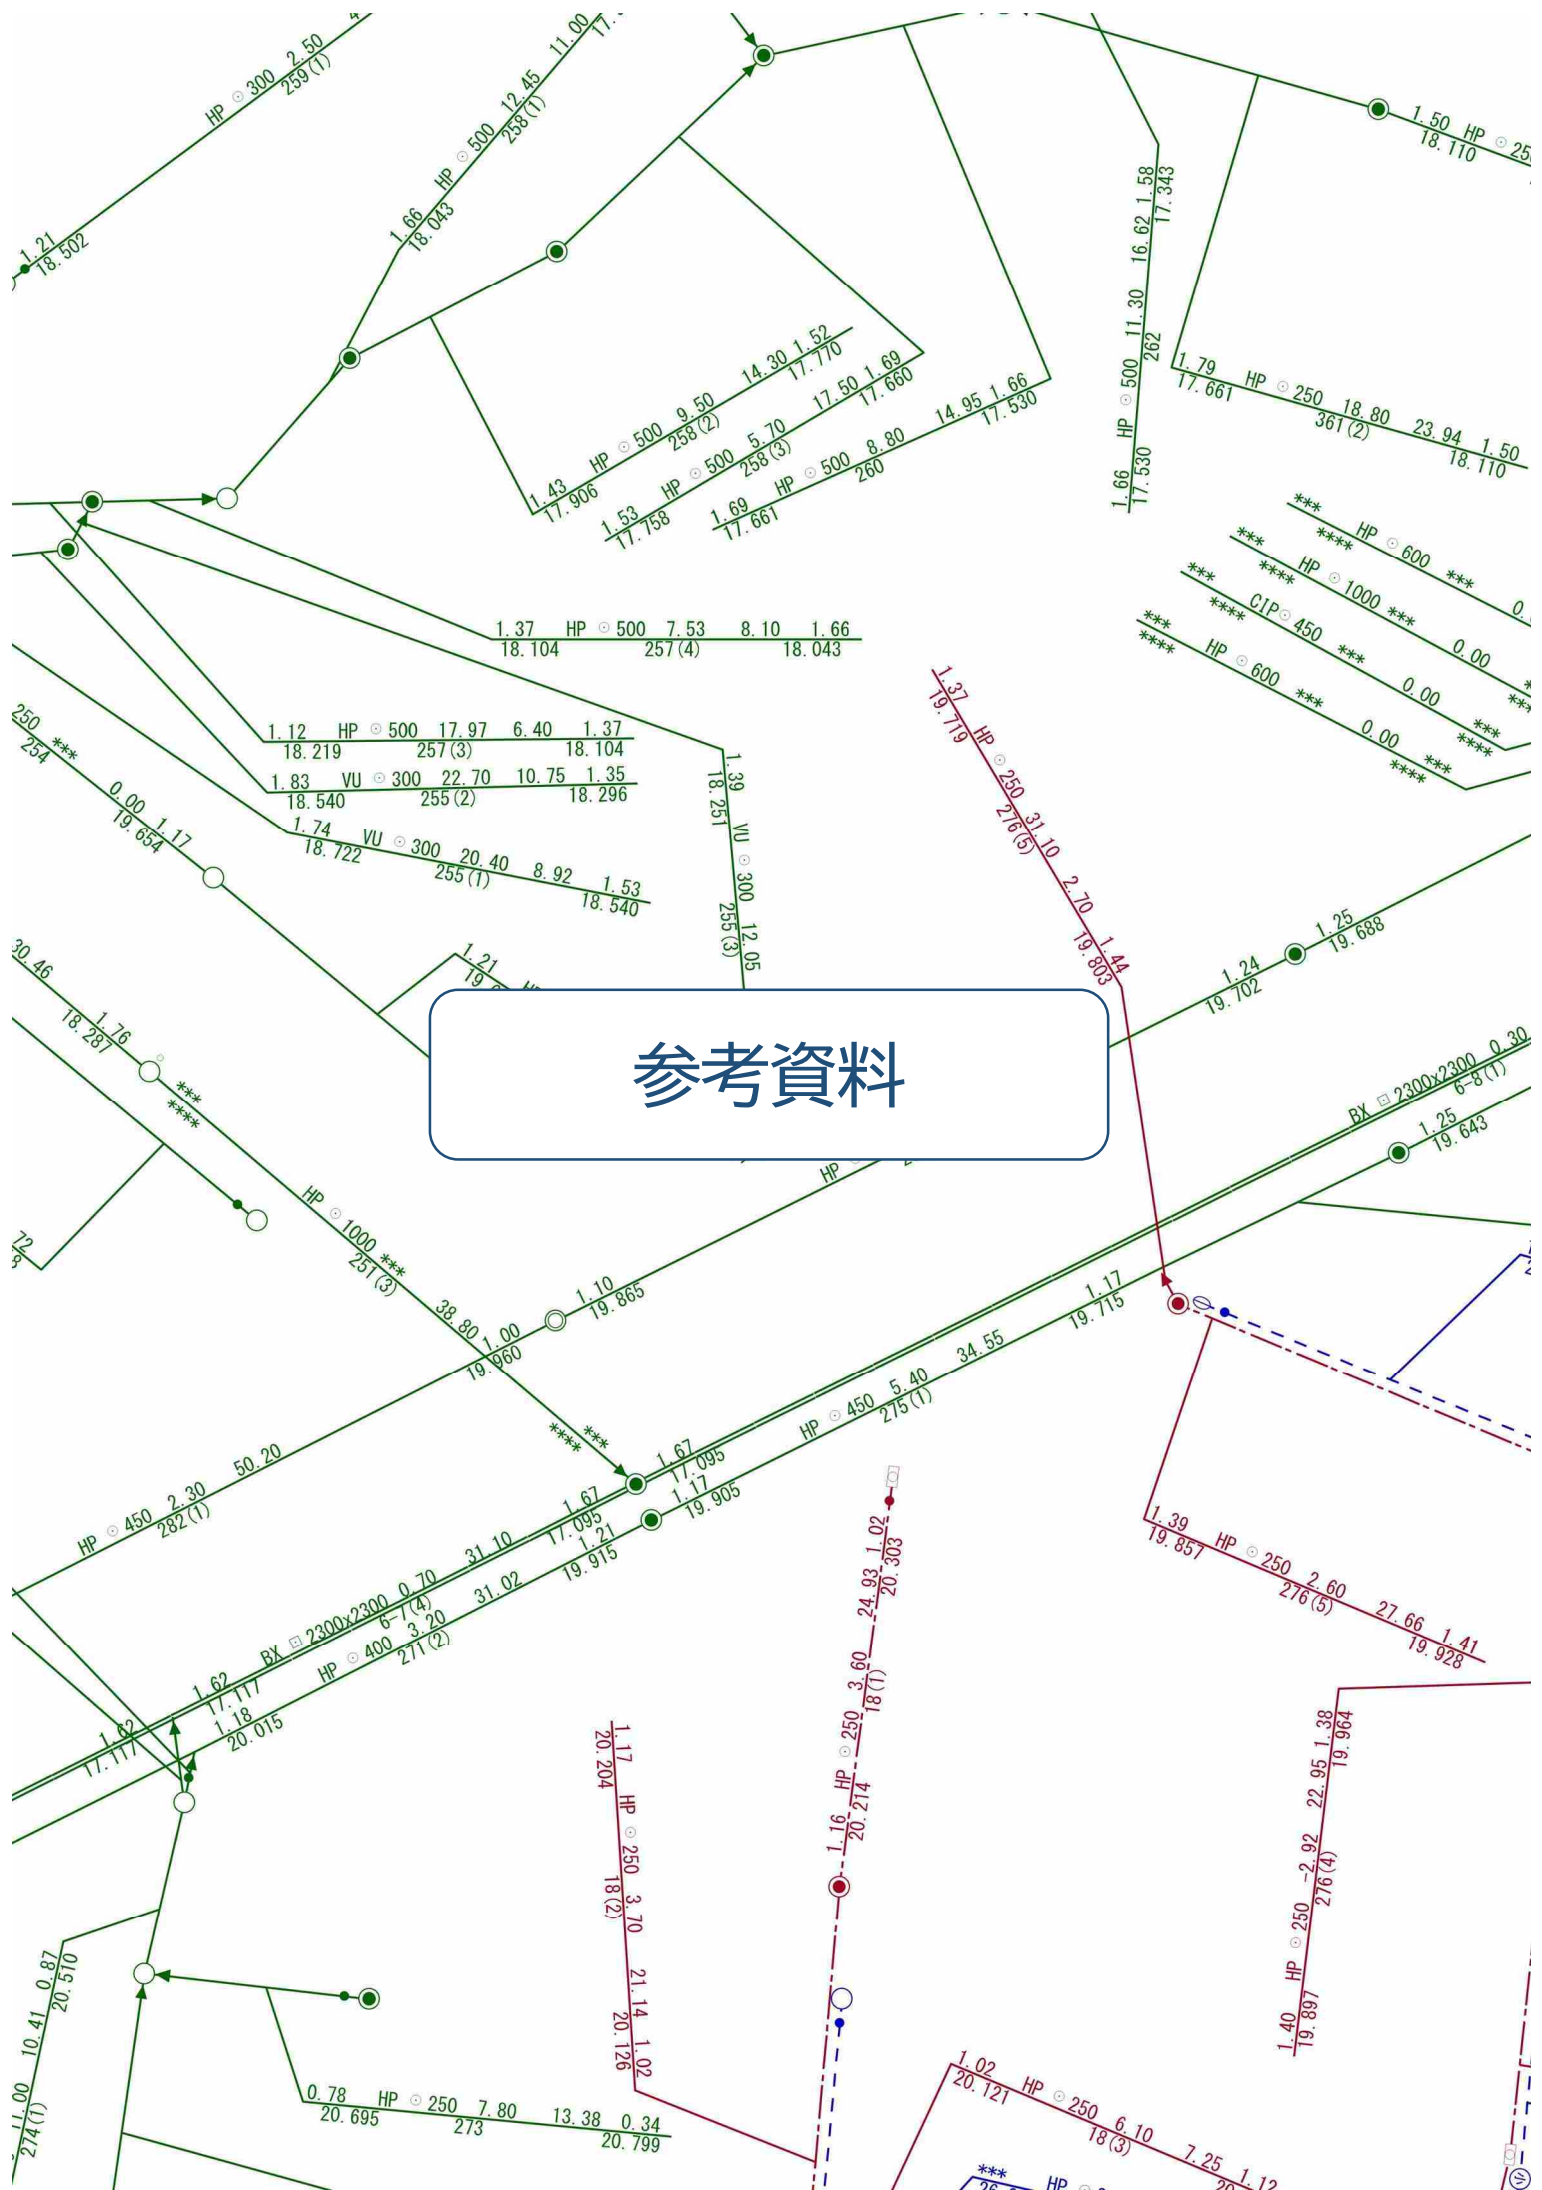 HP ⊙ 300 2.50
259(1)
1.21
18.502
11.00
1.66 HP ⊙ 500 12.45
18.043 258(1)
1.50 HP ⊙
18.110
1.66 HP ⊙ 500 11.30 16.62 1.58
17.530 262 17.343
1.79 HP ⊙ 250 18.80 23.94 1.50
17.661 361(2) 18.110
1.43 HP ⊙ 500 9.50 14.30 1.52
17.906 258(2) 17.770
1.53 HP ⊙ 500 5.70 17.50 1.69
17.758 258(3) 17.660
1.69 HP ⊙ 500 8.80 14.95 1.66
17.661 260 17.530
*** HP ⊙ 600 ***
****
*** HP ⊙ 1000 *** 0.00
****
*** CIP ⊙ 450 *** 0.00 ***
**** ****
*** HP ⊙ 600 *** 0.00 ***
**** ****
1.37 HP ⊙ 500 7.53 8.10 1.66
18.104 257(4) 18.043
1.12 HP ⊙ 500 17.97 6.40 1.37
18.219 257(3) 18.104
1.83 VU ⊙ 300 22.70 10.75 1.35
18.540 255(2) 18.296
1.74 VU ⊙ 300 20.40 8.92 1.53
18.722 255(1) 18.540
1.39 VU ⊙ 300 12.05
18.251 255(3)
250 *** 0.00 1.17
254 19.654
1.37 HP ⊙ 250 31.10 2.70 1.44
19.719 276(5) 19.803
1.21
30.46 1.76
18.287
参考資料
1.24
19.702
1.25
19.688
BX ⊡ 2300x2300 0.30
6-8(1)
1.25
19.643
*** HP ⊙ 1000 *** 38.80 ***
**** 251(3) ****
HP
1.10
19.865
HP ⊙ 450 2.30 50.20 1.00
282(1) 19.960
1.67
17.095
1.17 HP ⊙ 450 5.40 34.55 1.17
19.905 275(1) 19.715
1.62 BX ⊡ 2300x2300 0.70 31.10 1.67
17.117 6-7(4) 17.095
1.18 HP ⊙ 400 3.20 31.02 1.21
20.015 271(2) 19.915
1.62
17.117
1.39 HP ⊙ 250 2.60 27.66 1.41
19.857 276(5) 19.928
1.16 HP ⊙ 250 3.60 24.93 1.02
20.214 18(1) 20.303
1.17 HP ⊙ 250 3.70 21.14 1.02
20.204 18(2) 20.126
1.40 HP ⊙ 250 -2.92 22.95 1.38
19.897 276(4) 19.964
10.41 0.87
274(1) 20.510
0.78 HP ⊙ 250 7.80 13.38 0.34
20.695 273 20.799
1.02 HP ⊙ 250 6.10 7.25 1.12
20.121 18(3)
*** HP